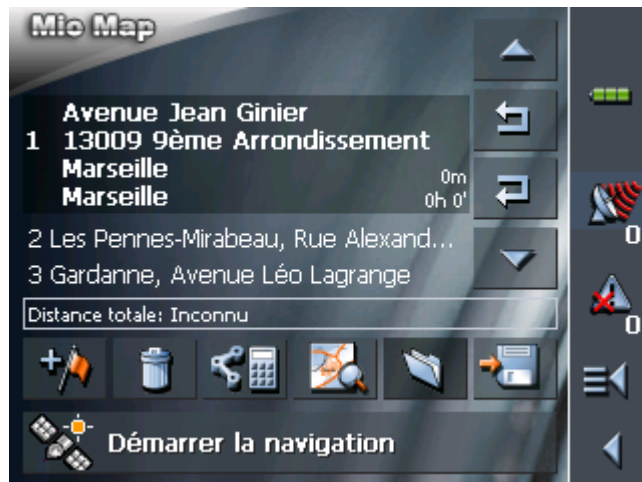 Mio Map
Avenue Jean Ginier
1 13009 9ème Arrondissement
Marseille 0m
Marseille 0h 0'
2 Les Pennes-Mirabeau, Rue Alexand...
3 Gardanne, Avenue Léo Lagrange
Distance totale: Inconnu
Démarrer la navigation
0
0